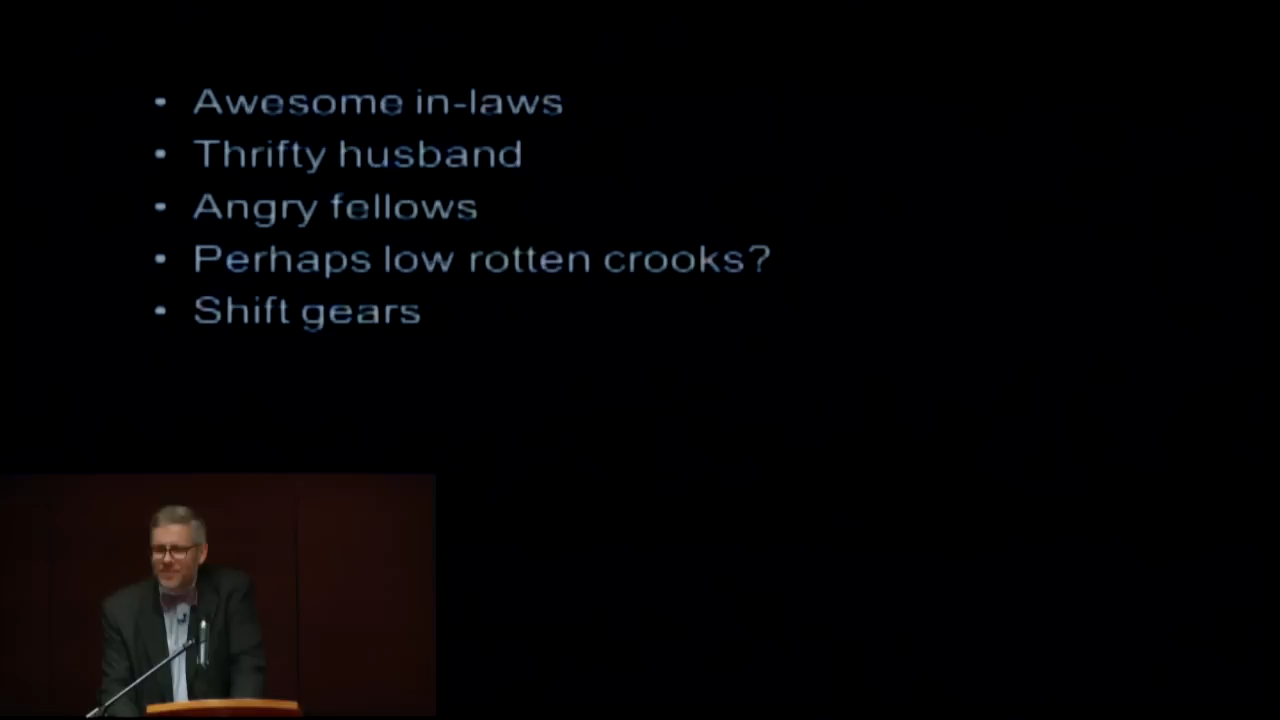 • Awesome in-laws
• Thrifty husband
• Angry fellows
• Perhaps low rotten crooks?
• Shift gears